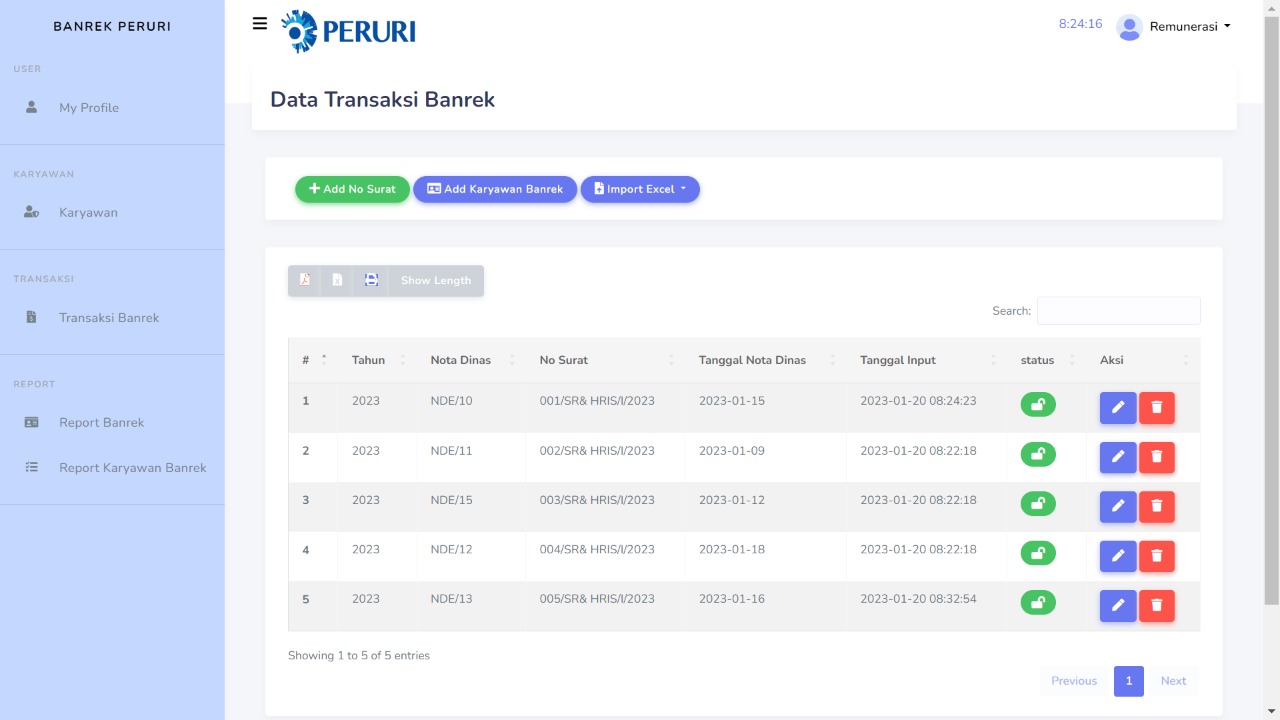 BANREK PERURI
USER
My Profile
KARYAWAN
Karyawan
TRANSAKSI
Transaksi Banrek
REPORT
Report Banrek
Report Karyawan Banrek
PERURI
8:24:16 Remunerasi
Data Transaksi Banrek
Add No Surat Add Karyawan Banrek Import Excel
Show Length
Search:
# Tahun Nota Dinas No Surat Tanggal Nota Dinas Tanggal Input status Aksi
1 2023 NDE/10 001/SR& HRIS/I/2023 2023-01-15 2023-01-20 08:24:23
2 2023 NDE/11 002/SR& HRIS/I/2023 2023-01-09 2023-01-20 08:22:18
3 2023 NDE/15 003/SR& HRIS/I/2023 2023-01-12 2023-01-20 08:22:18
4 2023 NDE/12 004/SR& HRIS/I/2023 2023-01-18 2023-01-20 08:22:18
5 2023 NDE/13 005/SR& HRIS/I/2023 2023-01-16 2023-01-20 08:32:54
Showing 1 to 5 of 5 entries
Previous 1 Next